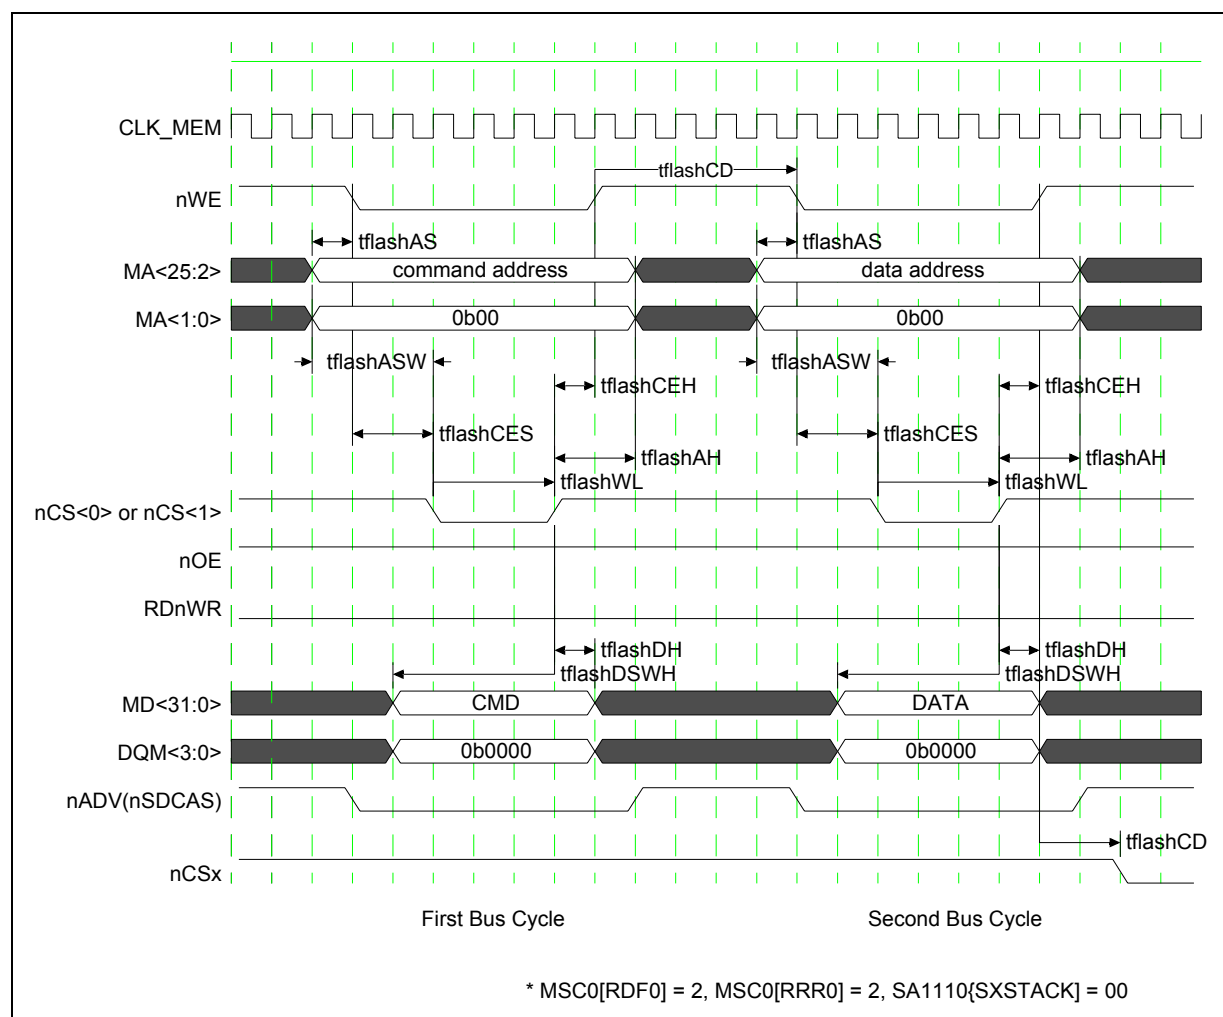 CLK_MEM
tflashCD
nWE
tflashAS tflashAS
MA<25:2> command address data address
MA<1:0> 0b00 0b00
tflashASW tflashASW
tflashCEH tflashCEH
tflashCES tflashCES
tflashAH tflashAH
tflashWL tflashWL
nCS<0> or nCS<1>
nOE
RDnWR
tflashDH tflashDH
tflashDSWH tflashDSWH
MD<31:0> CMD DATA
DQM<3:0> 0b0000 0b0000
nADV(nSDCAS)
tflashCD
nCSx
First Bus Cycle Second Bus Cycle
* MSC0[RDF0] = 2, MSC0[RRR0] = 2, SA1110{SXSTACK] = 00